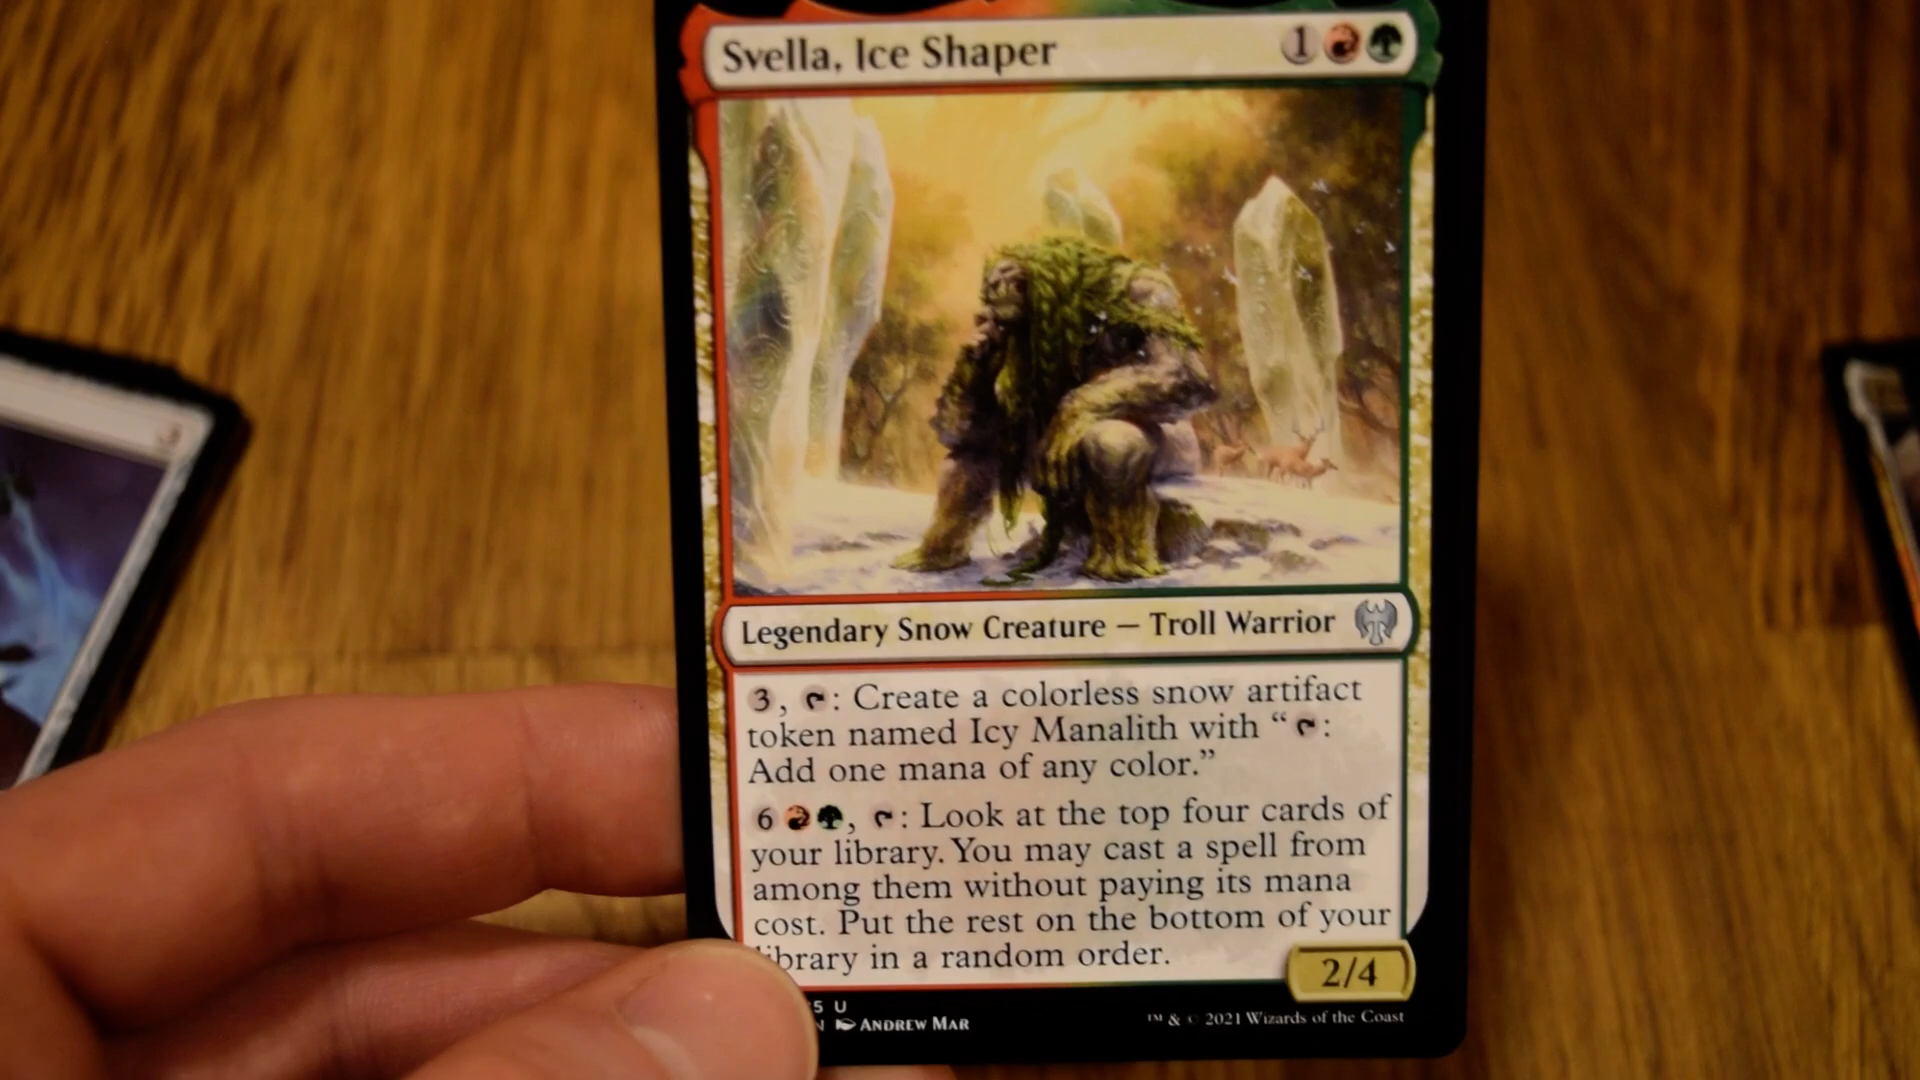 Svella, Ice Shaper 1
Legendary Snow Creature — Troll Warrior
3, : Create a colorless snow artifact
token named Icy Manalith with “ :
Add one mana of any color.”
6 , : Look at the top four cards of
your library. You may cast a spell from
among them without paying its mana
cost. Put the rest on the bottom of your
library in a random order.
2/4
5 U
N ANDREW MAR
™ & © 2021 Wizards of the Coast
3